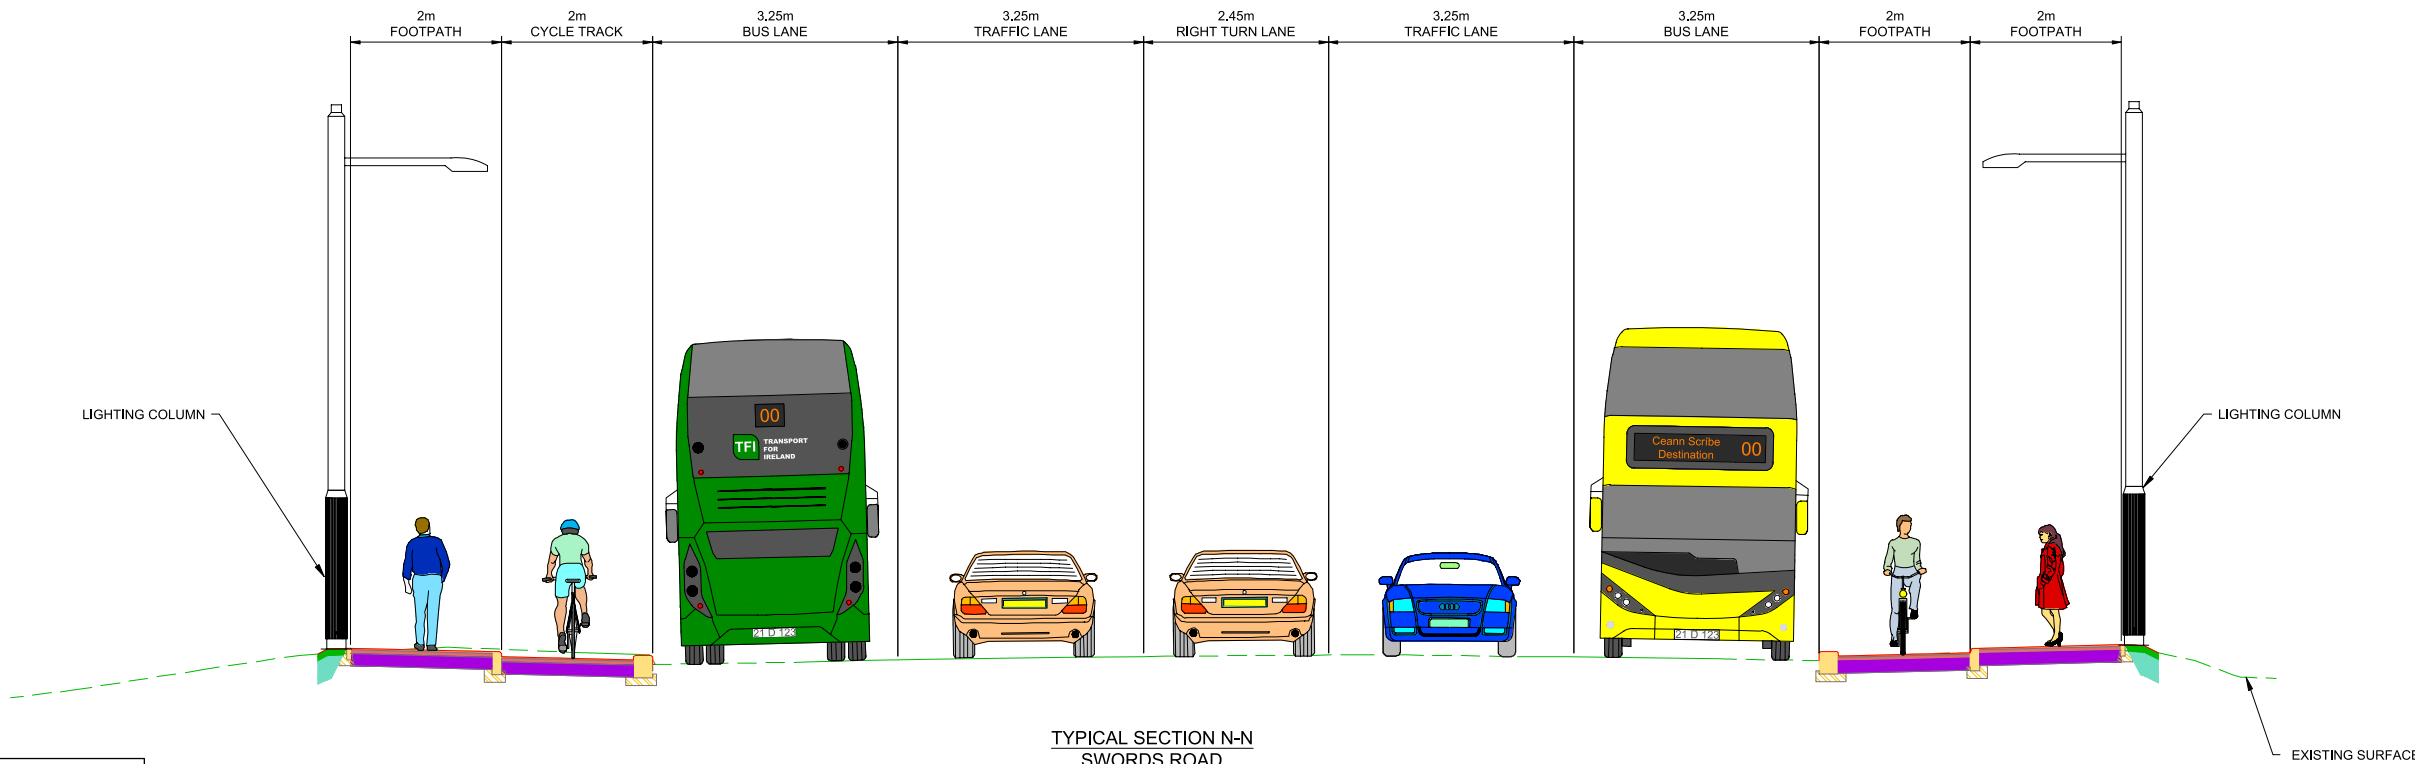 2m
FOOTPATH
2m
CYCLE TRACK
3.25m
BUS LANE
3.25m
TRAFFIC LANE
2.45m
RIGHT TURN LANE
3.25m
TRAFFIC LANE
3.25m
BUS LANE
2m
FOOTPATH
2m
FOOTPATH
LIGHTING COLUMN
00
TFI
TRANSPORT
FOR
IRELAND
21 D 123
Ceann Scribe
Destination
00
21 D 123
LIGHTING COLUMN
TYPICAL SECTION N-N
SWORDS ROAD
EXISTING SURFACE